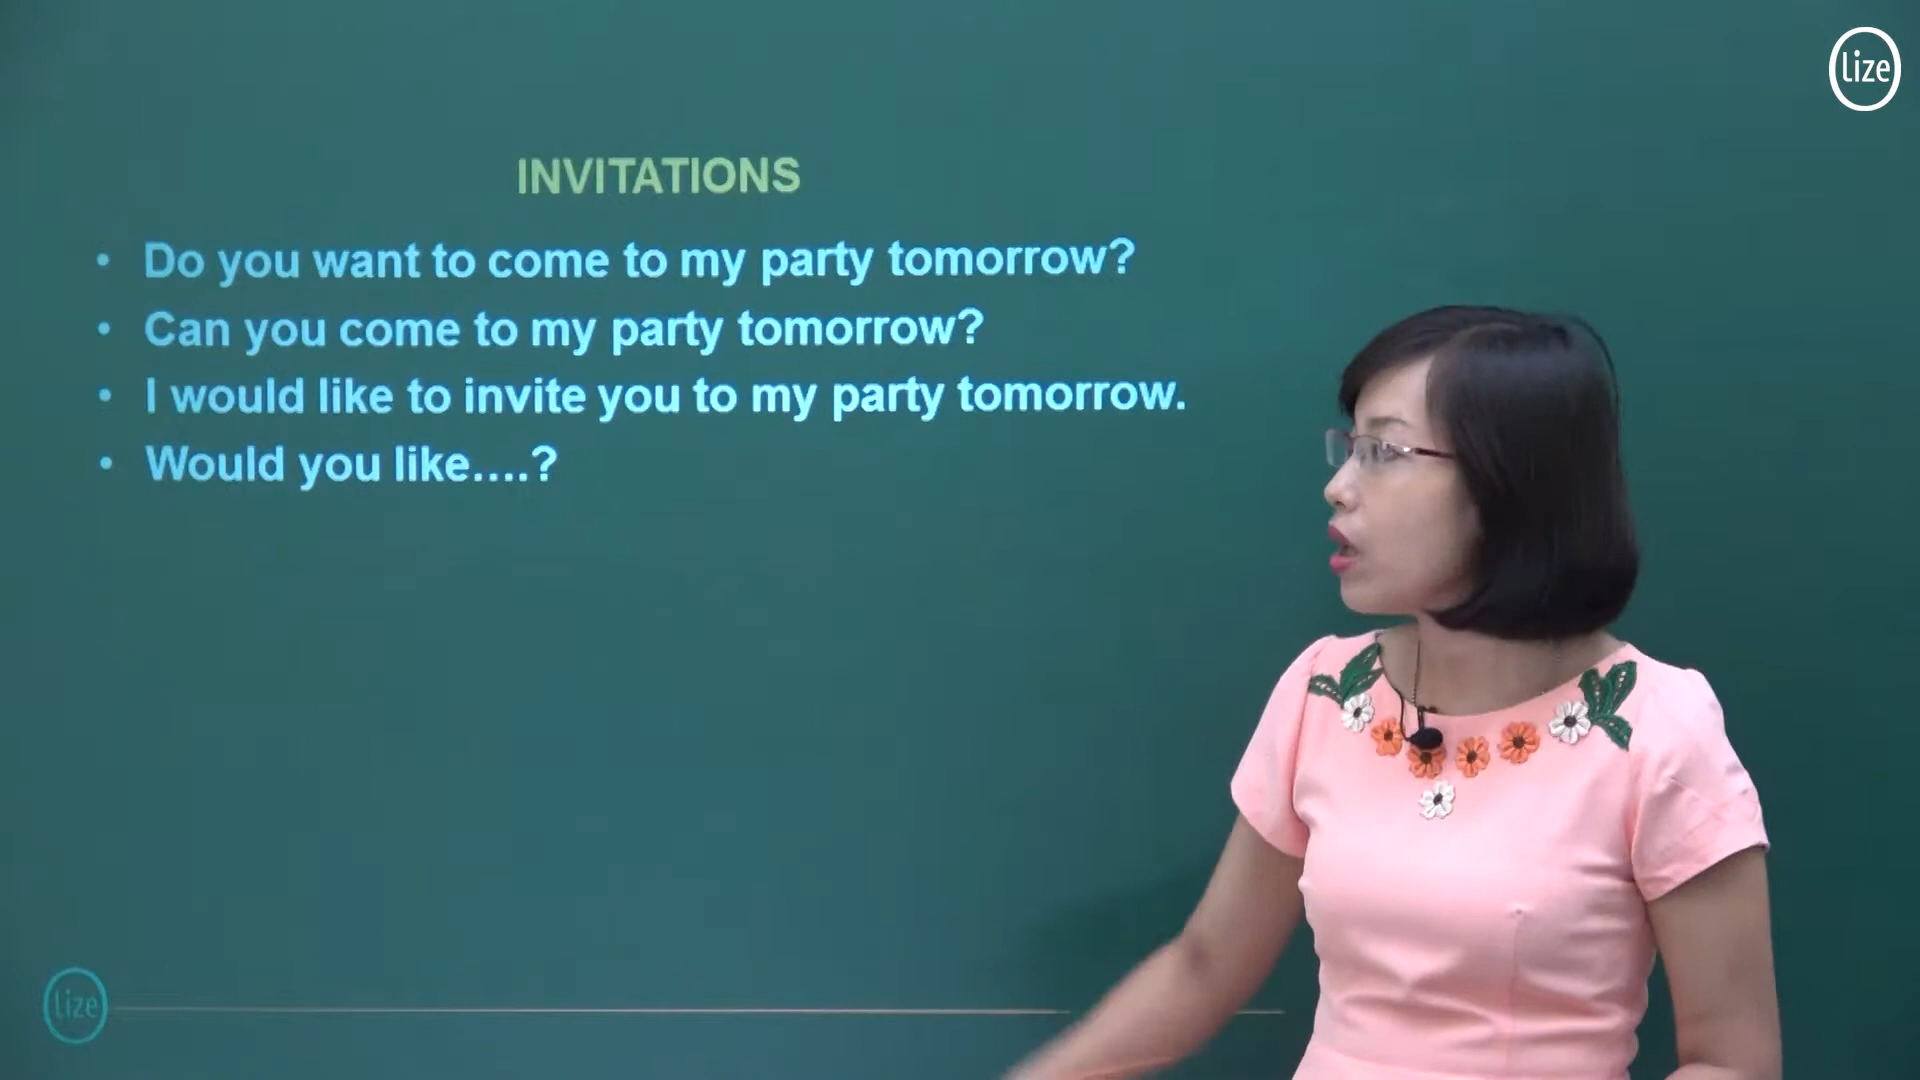 lize
INVITATIONS
• Do you want to come to my party tomorrow?
• Can you come to my party tomorrow?
• I would like to invite you to my party tomorrow.
• Would you like....?
lize